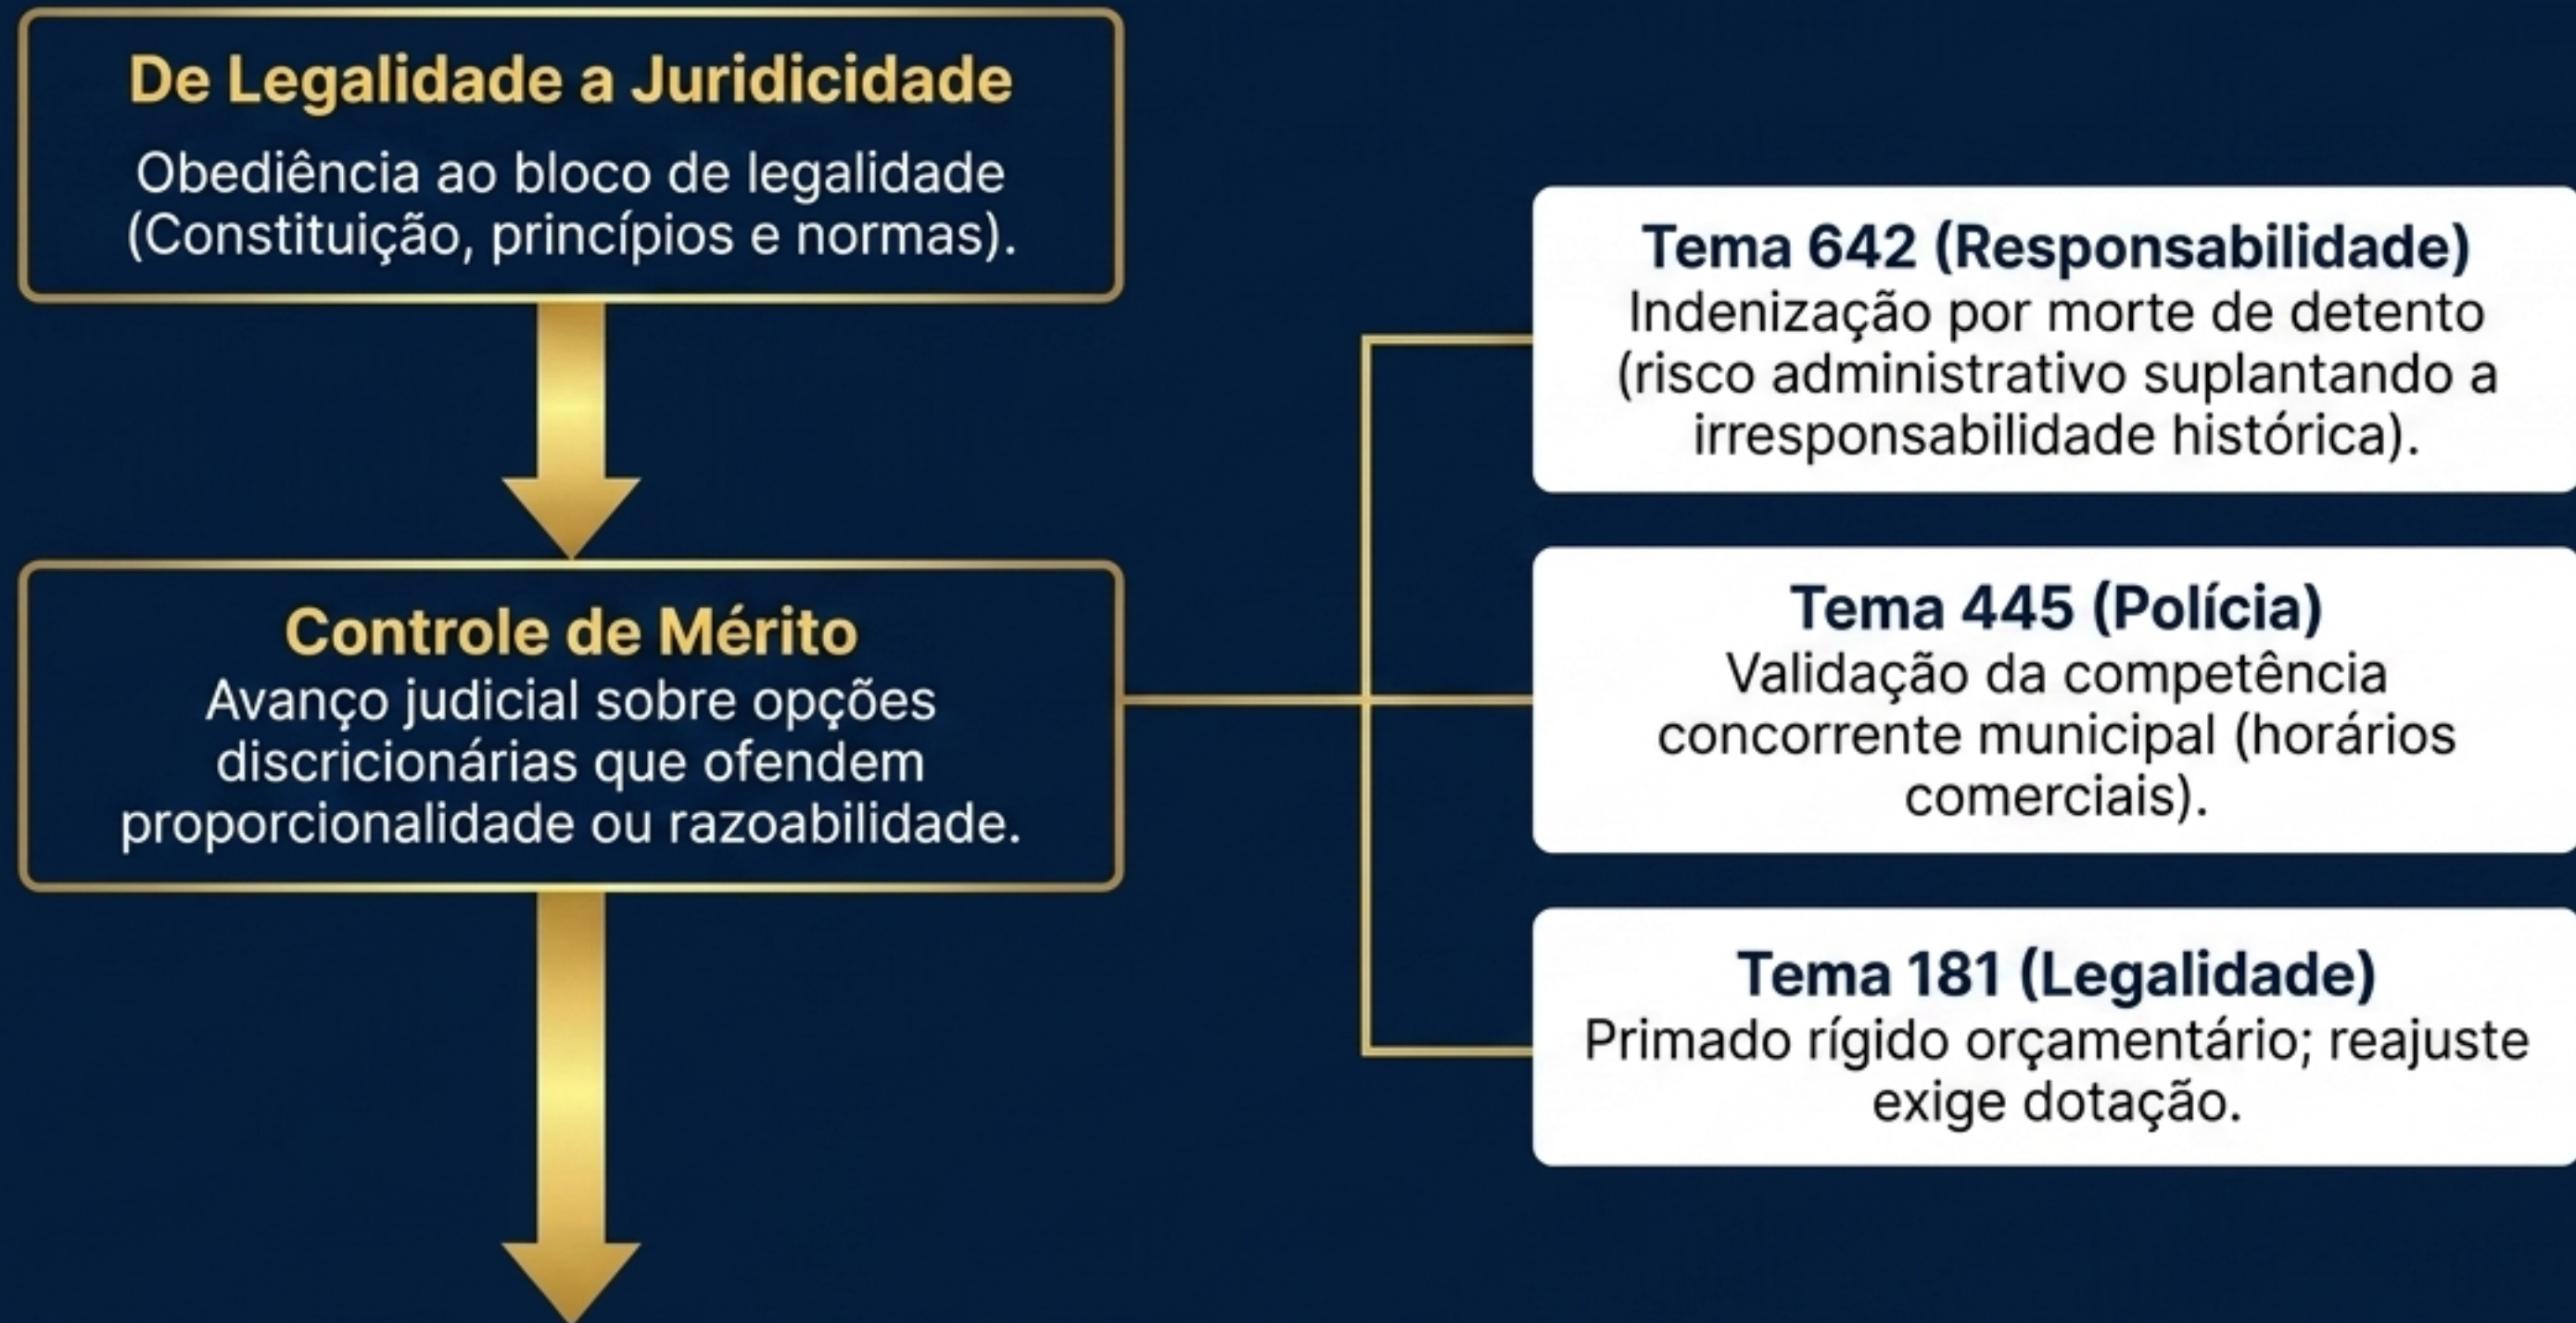 De Legalidade a Juridicidade
Obediência ao bloco de legalidade
(Constituição, princípios e normas).
Controle de Mérito
Avanço judicial sobre opções
discricionárias que ofendem
proporcionalidade ou razoabilidade.
Tema 642 (Responsabilidade)
Indenização por morte de detento
(risco administrativo suplantando a
irresponsabilidade histórica).
Tema 445 (Polícia)
Validação da competência
concorrente municipal (horários
comerciais).
Tema 181 (Legalidade)
Primado rígido orçamentário; reajuste
exige dotação.